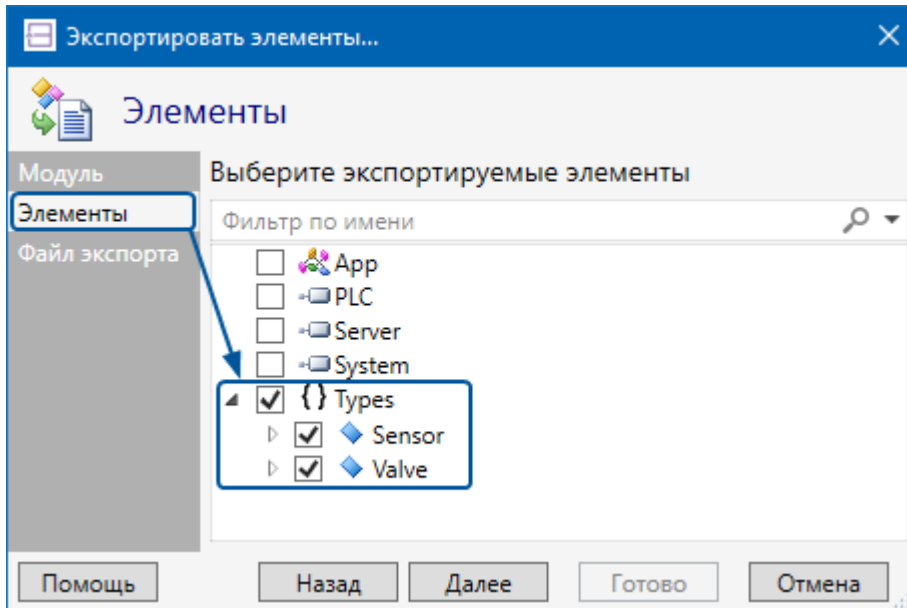 Экспортировать элементы...
Элементы
Модуль
Элементы
Файл экспорта
Выберите экспортируемые элементы
Фильтр по имени
App
PLC
Server
System
{} Types
Sensor
Valve
Помощь
Назад
Далее
Готово
Отмена